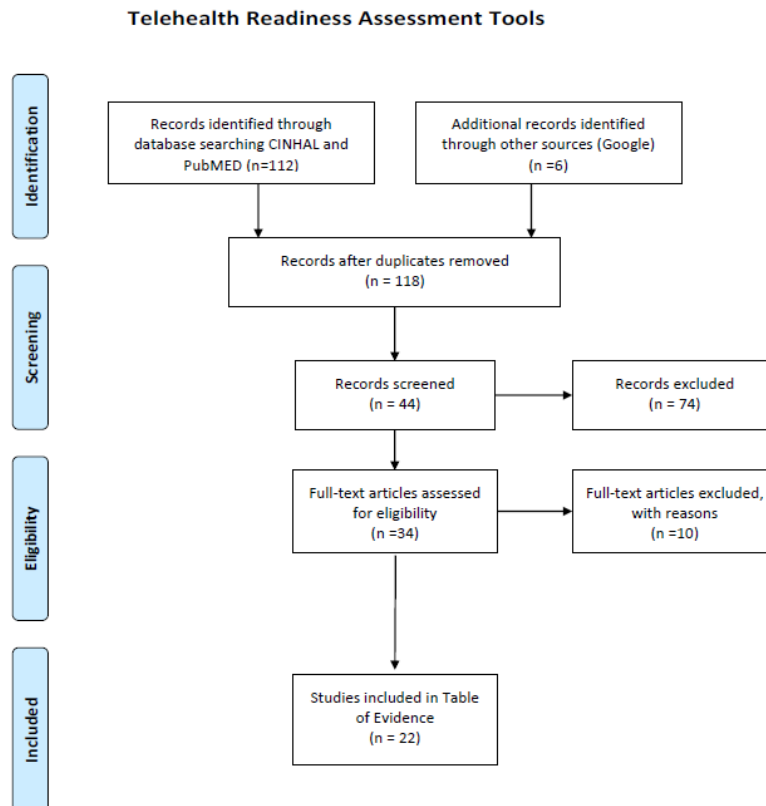 Telehealth Readiness Assessment Tools
Identification
Records identified through
database searching CINHAL and
PubMED (n=112)
Additional records identified
through other sources (Google)
(n =6)
Records after duplicates removed
(n = 118)
Screening
Records screened
(n = 44)
Records excluded
(n = 74)
Eligibility
Full-text articles assessed
for eligibility
(n =34)
Full-text articles excluded,
with reasons
(n =10)
Included
Studies included in Table
of Evidence
(n = 22)